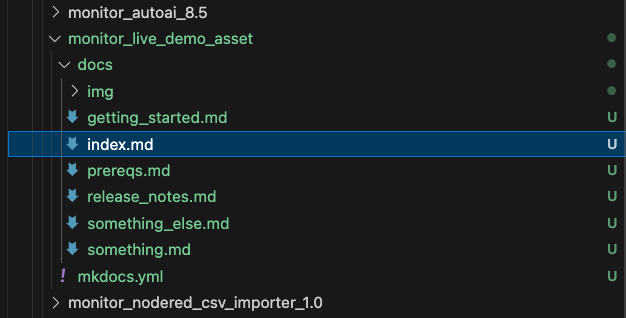 monitor_autoai_8.5
monitor_live_demo_asset
docs
img
getting_started.md U
index.md U
prereqs.md U
release_notes.md U
something_else.md U
something.md U
! mkdocs.yml U
monitor_nodered_csv_importer_1.0